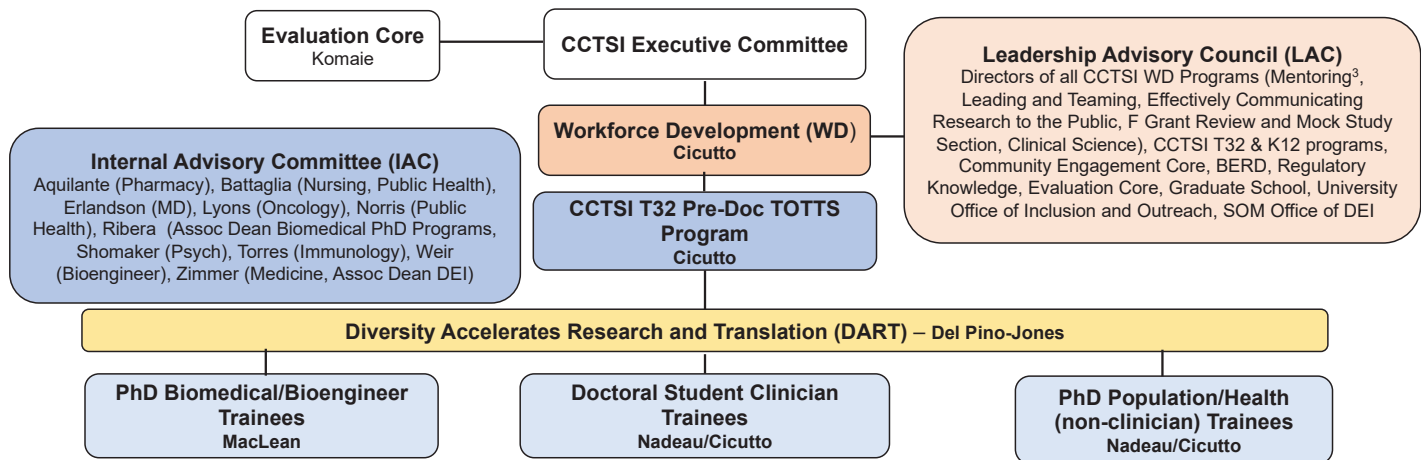 Evaluation Core
Komaie
CCTSI Executive Committee
Leadership Advisory Council (LAC)
Directors of all CCTSI WD Programs (Mentoring³,
Leading and Teaming, Effectively Communicating
Research to the Public, F Grant Review and Mock Study
Section, Clinical Science), CCTSI T32 & K12 programs,
Community Engagement Core, BERD, Regulatory
Knowledge, Evaluation Core, Graduate School, University
Office of Inclusion and Outreach, SOM Office of DEI
Workforce Development (WD)
Cicutto
Internal Advisory Committee (IAC)
Aquilante (Pharmacy), Battaglia (Nursing, Public Health),
Erlandson (MD), Lyons (Oncology), Norris (Public
Health), Ribera (Assoc Dean Biomedical PhD Programs,
Shomaker (Psych), Torres (Immunology), Weir
(Bioengineer), Zimmer (Medicine, Assoc Dean DEI)
CCTSI T32 Pre-Doc TOTTS
Program
Cicutto
Diversity Accelerates Research and Translation (DART) – Del Pino-Jones
PhD Biomedical/Bioengineer
Trainees
MacLean
Doctoral Student Clinician
Trainees
Nadeau/Cicutto
PhD Population/Health
(non-clinician) Trainees
Nadeau/Cicutto